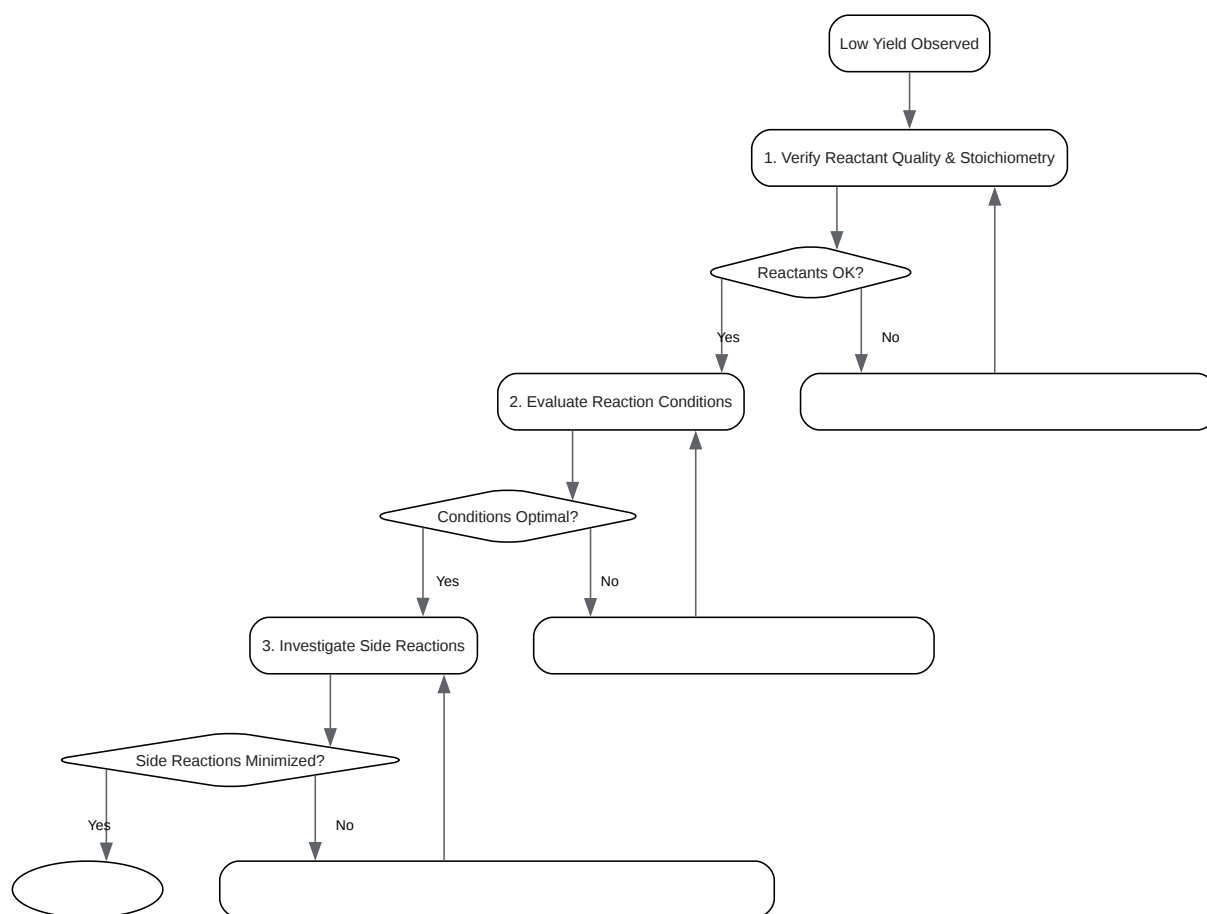 Low Yield Observed
1. Verify Reactant Quality & Stoichiometry
Reactants OK?
Yes
No
2. Evaluate Reaction Conditions
Conditions Optimal?
Yes
No
3. Investigate Side Reactions
Side Reactions Minimized?
Yes
No